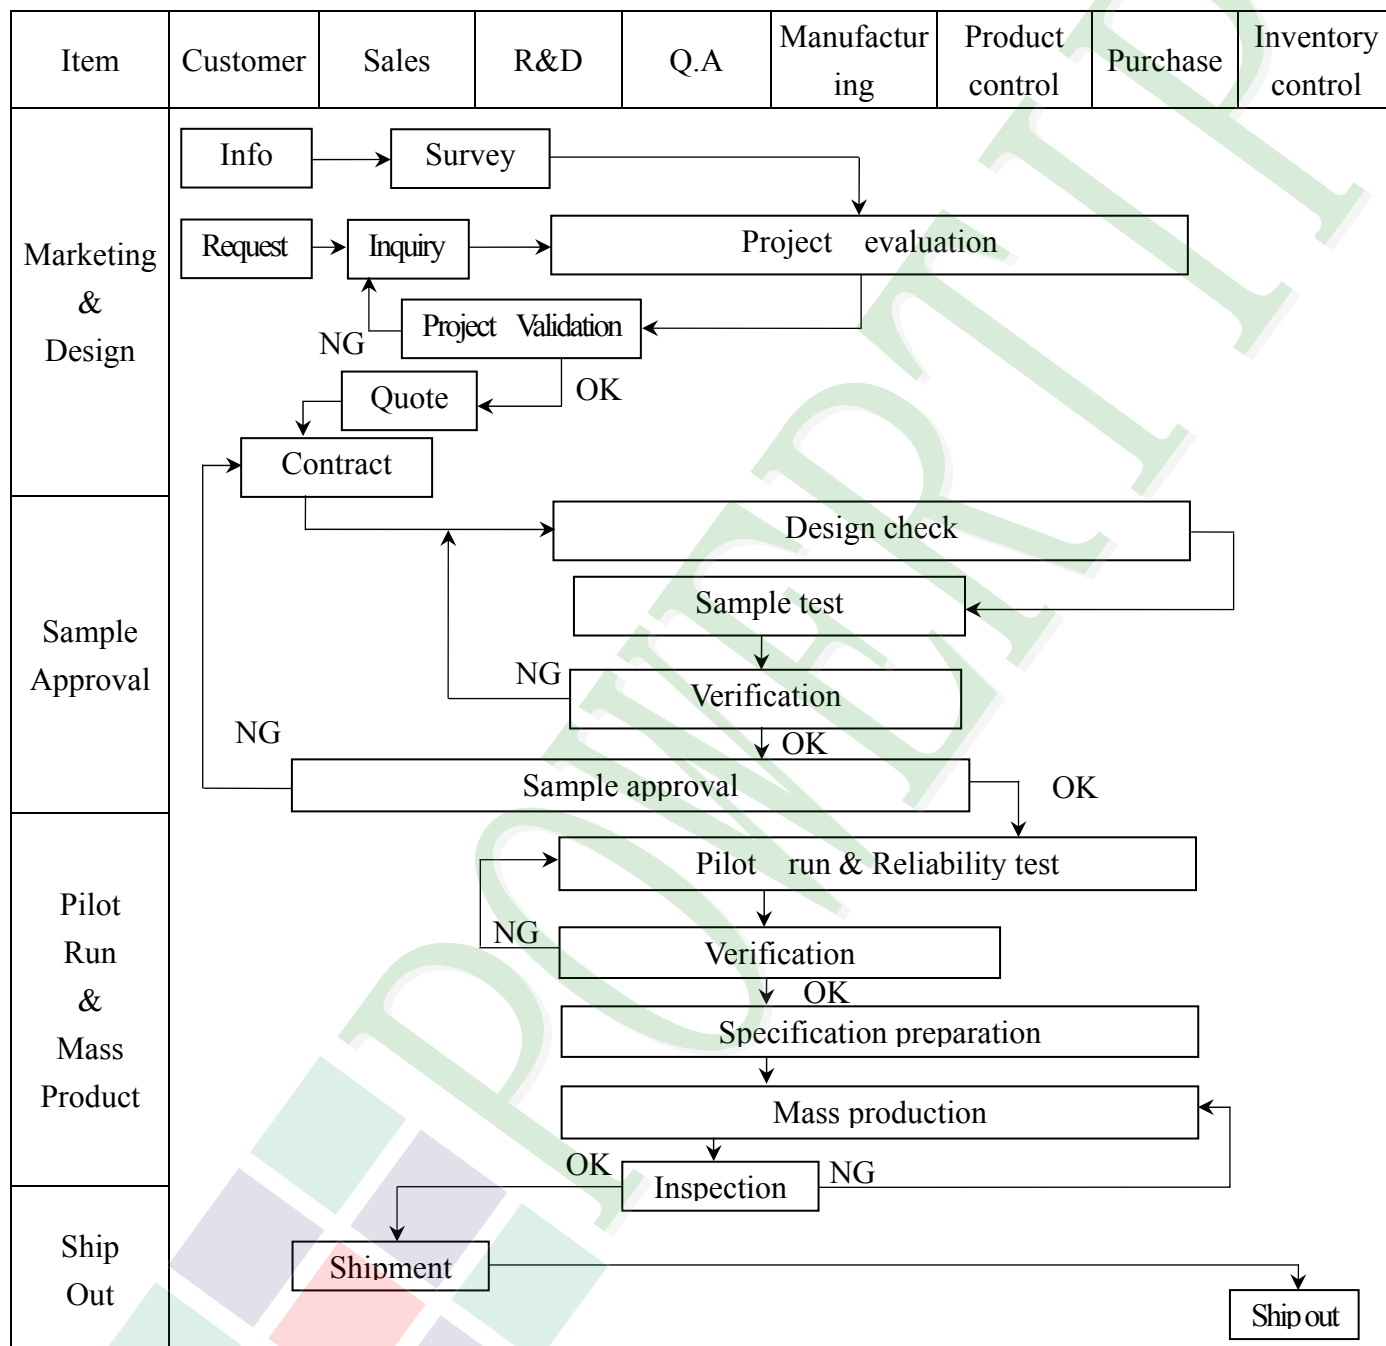 Item
Customer
Sales
R&D
Q.A
Manufactur
ing
Product
control
Purchase
Inventory
control
Marketing
&
Design
Info
Survey
Request
Inquiry
Project evaluation
NG
Project Validation
OK
Quote
Contract
Sample
Approval
Design check
Sample test
NG
Verification
OK
NG
Sample approval
OK
Pilot
Run
&
Mass
Product
Pilot run & Reliability test
NG
Verification
OK
Specification preparation
Mass production
OK
Inspection
NG
Ship
Out
Shipment
Ship out
POWERTIP